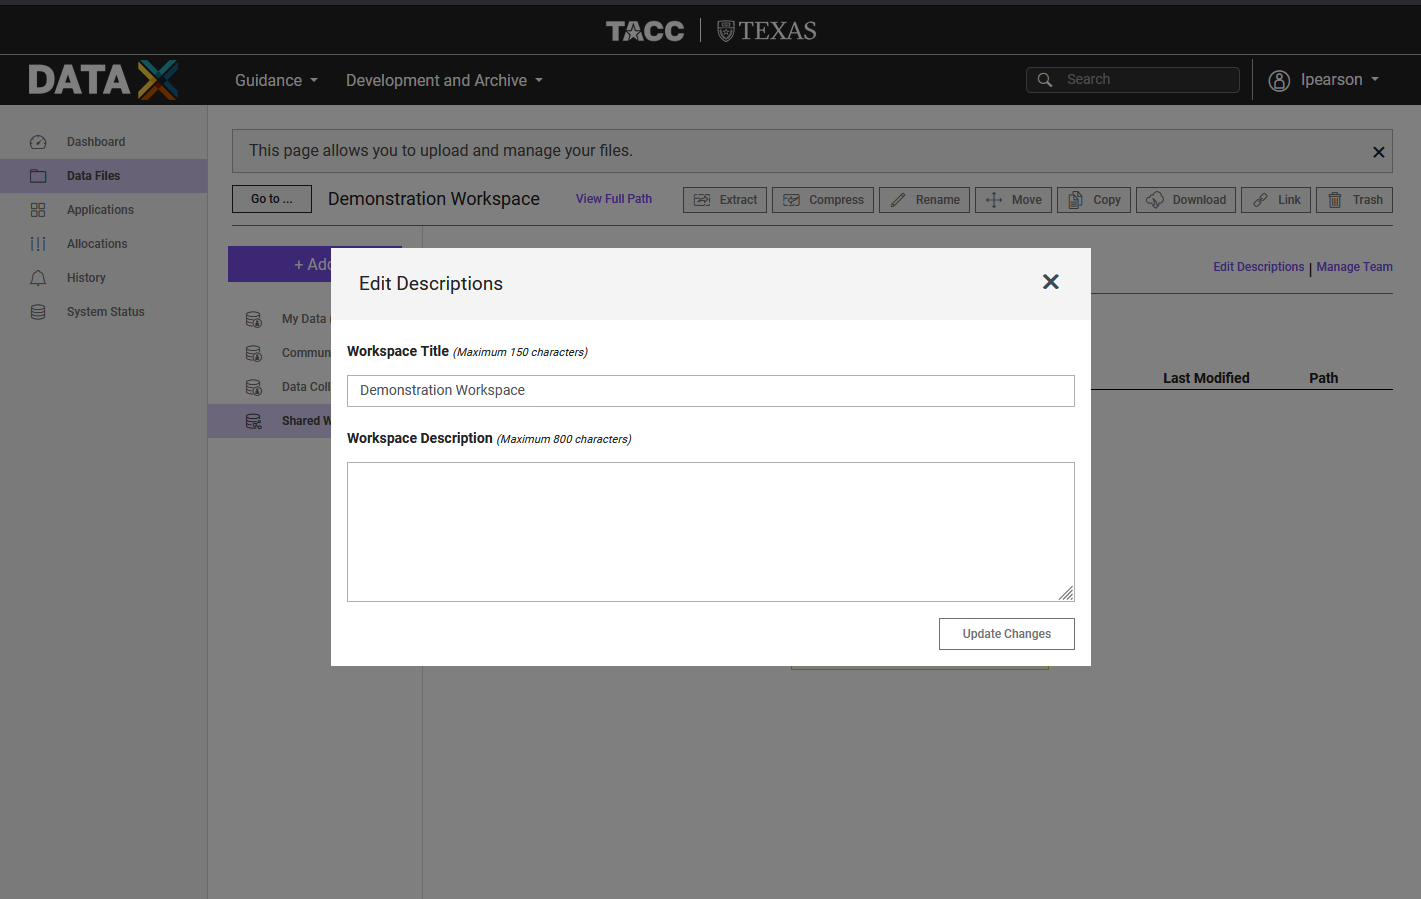 TACC TEXAS
DATA X
Guidance
Development and Archive
Search
lpearson
Dashboard
Data Files
Applications
Allocations
History
System Status
This page allows you to upload and manage your files.
Go to ...
Demonstration Workspace
View Full Path
Extract
Compress
Rename
Move
Copy
Download
Link
Trash
+ Add
My Data
Commun
Data Coll
Shared W
Edit Descriptions | Manage Team
Last Modified
Path
Edit Descriptions
Workspace Title (Maximum 150 characters)
Demonstration Workspace
Workspace Description (Maximum 800 characters)
Update Changes